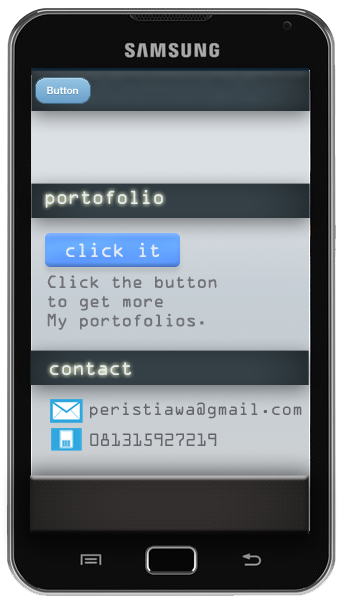 SAMSUNG
Button
portofolio
click it
Click the button
to get more
My portofolios.
contact
peristiawa@gmail.com
081315927219